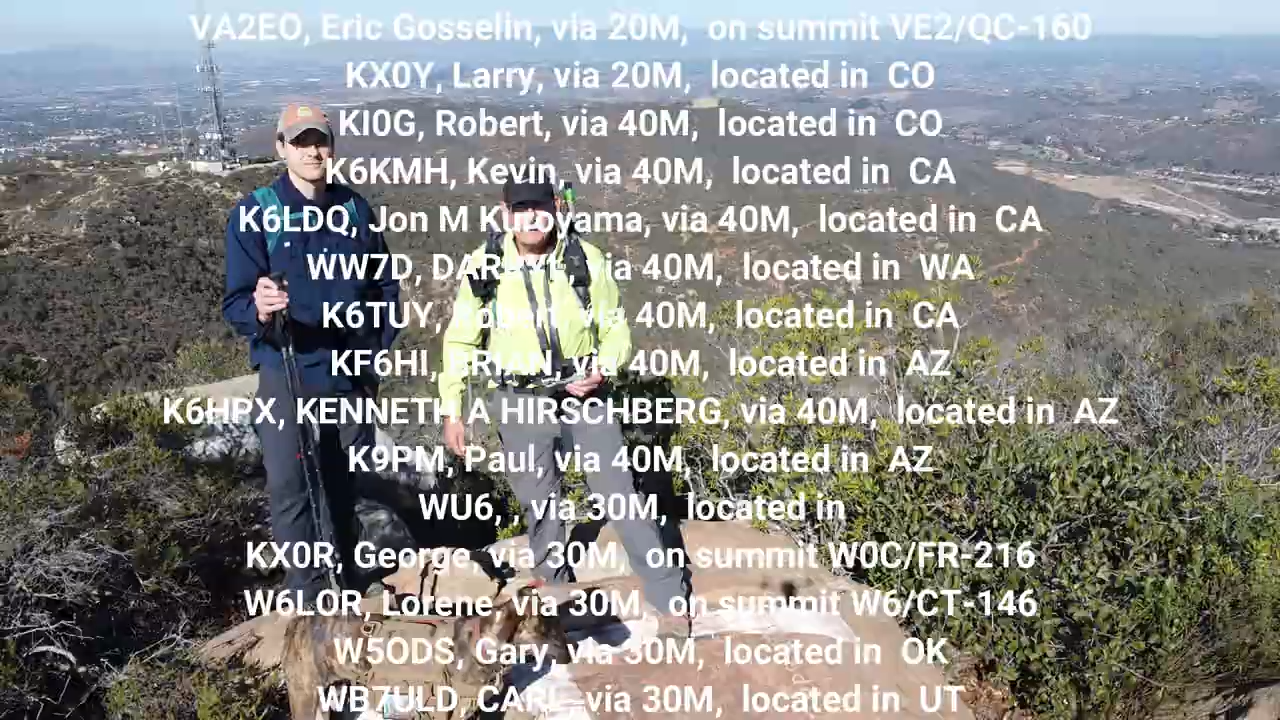 VA2EO, Eric Gosselin, via 20M, on summit VE2/QC-160
KX0Y, Larry, via 20M, located in CO
KI0G, Robert, via 40M, located in CO
K6KMH, Kevin, via 40M, located in CA
K6LDQ, Jon M Kutoyama, via 40M, located in CA
WW7D, DARRYL, via 40M, located in WA
K6TUY, Robert, via 40M, located in CA
KF6HI, BRIAN, via 40M, located in AZ
K6HPX, KENNETH A HIRSCHBERG, via 40M, located in AZ
K9PM, Paul, via 40M, located in AZ
WU6, , via 30M, located in
KX0R, George, via 30M, on summit W0C/FR-216
W6LOR, Lorene, via 30M, on summit W6/CT-146
W5ODS, Gary, via 30M, located in OK
WB7ULD, CARL, via 30M, located in UT